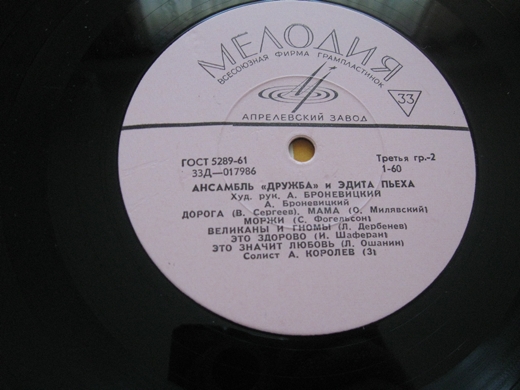 МЕЛОДИЯ
ВСЕСОЮЗНАЯ ФИРМА ГРАМПЛАСТИНОК
33
АПРЕЛЕВСКИЙ ЗАВОД
ГОСТ 5289-61
Третья гр.-2
33Д—017986
1-60
АНСАМБЛЬ «ДРУЖБА» и ЭДИТА ПЬЕХА
Худ. рук. А. БРОНЕВИЦКИЙ
А. Броневицкий
ДОРОГА (В. Сергеев), МАМА (О. Милявский)
МОРЖИ (С. Фогельсон)
ВЕЛИКАНЫ И ГНОМЫ (Л. Дербенев)
ЭТО ЗДОРОВО (И. Шаферан)
ЭТО ЗНАЧИТ ЛЮБОВЬ (Л. Ошанин)
Солист А. КОРОЛЕВ (3)